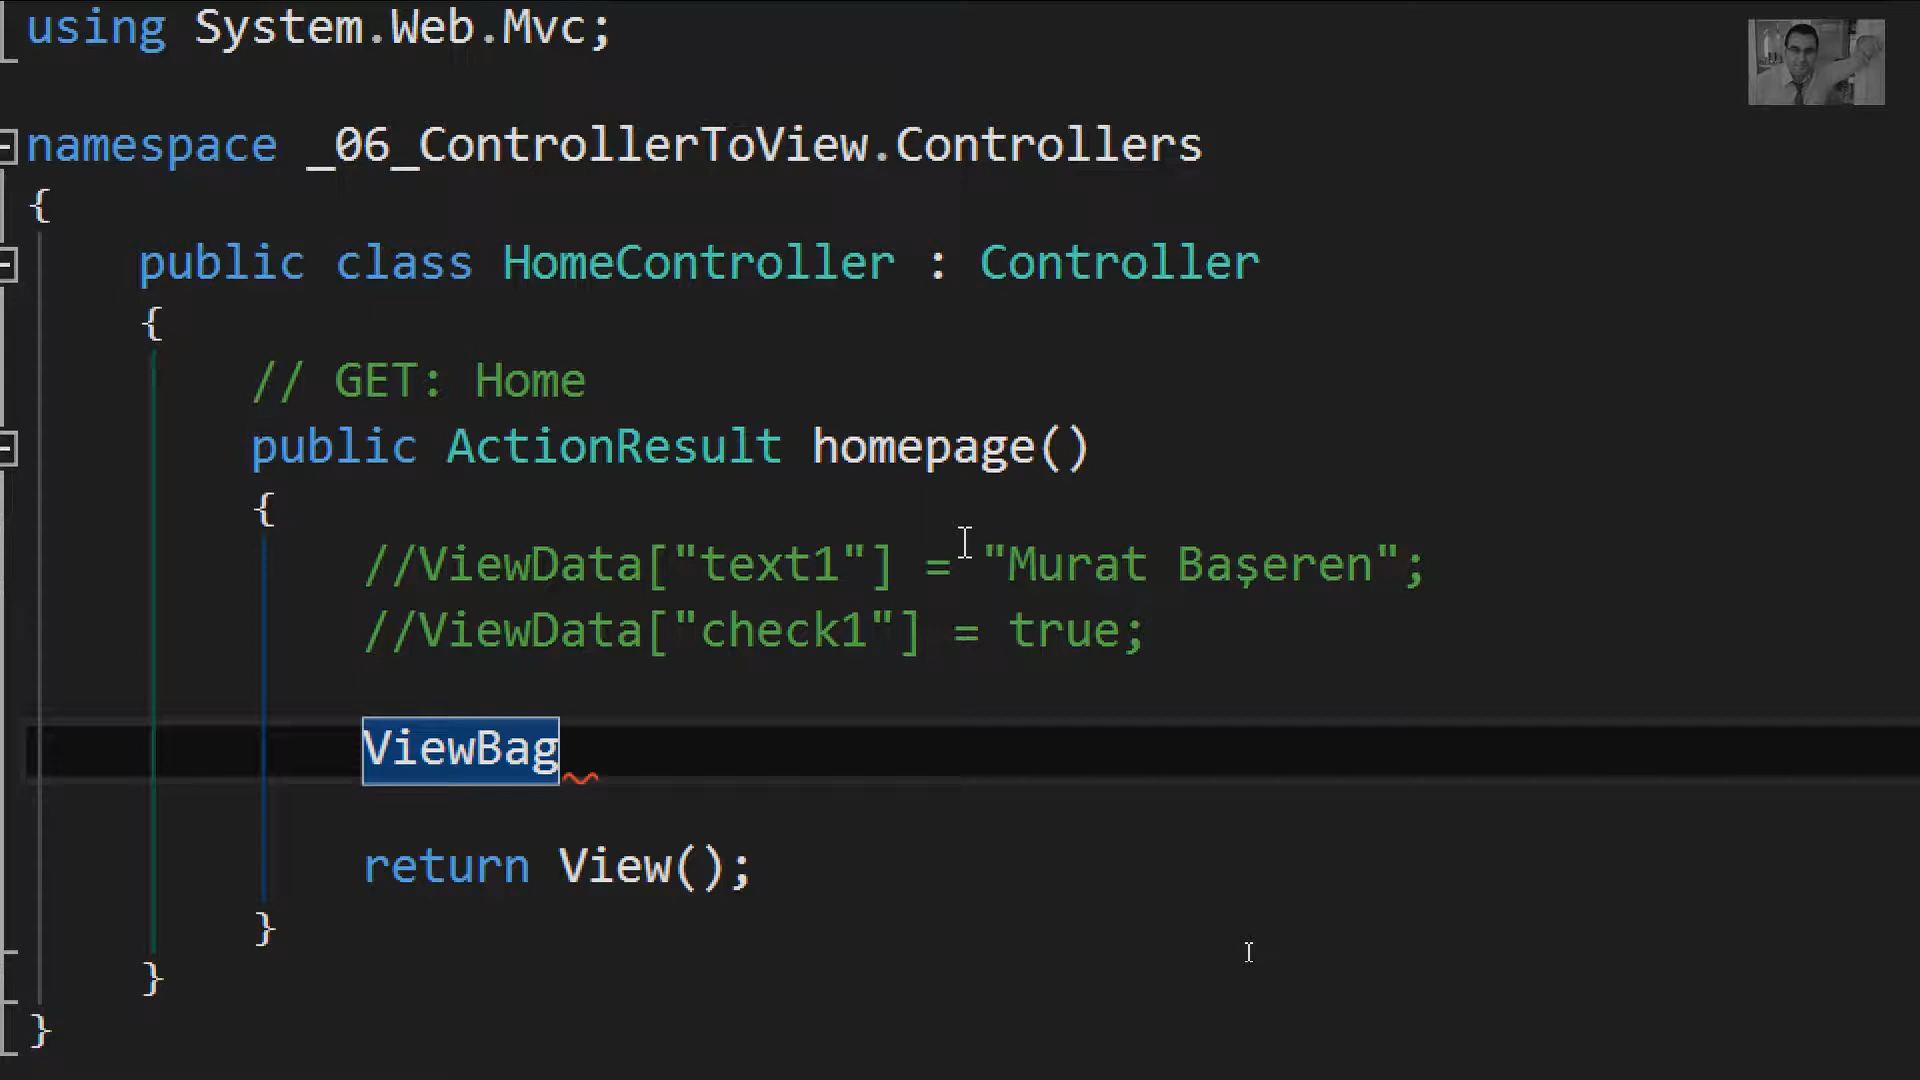 using System.Web.Mvc;
namespace _06_ControllerToView.Controllers
{
public class HomeController : Controller
{
// GET: Home
public ActionResult homepage()
{
//ViewData["text1"] = "Murat Başeren";
//ViewData["check1"] = true;
ViewBag
return View();
}
}
}